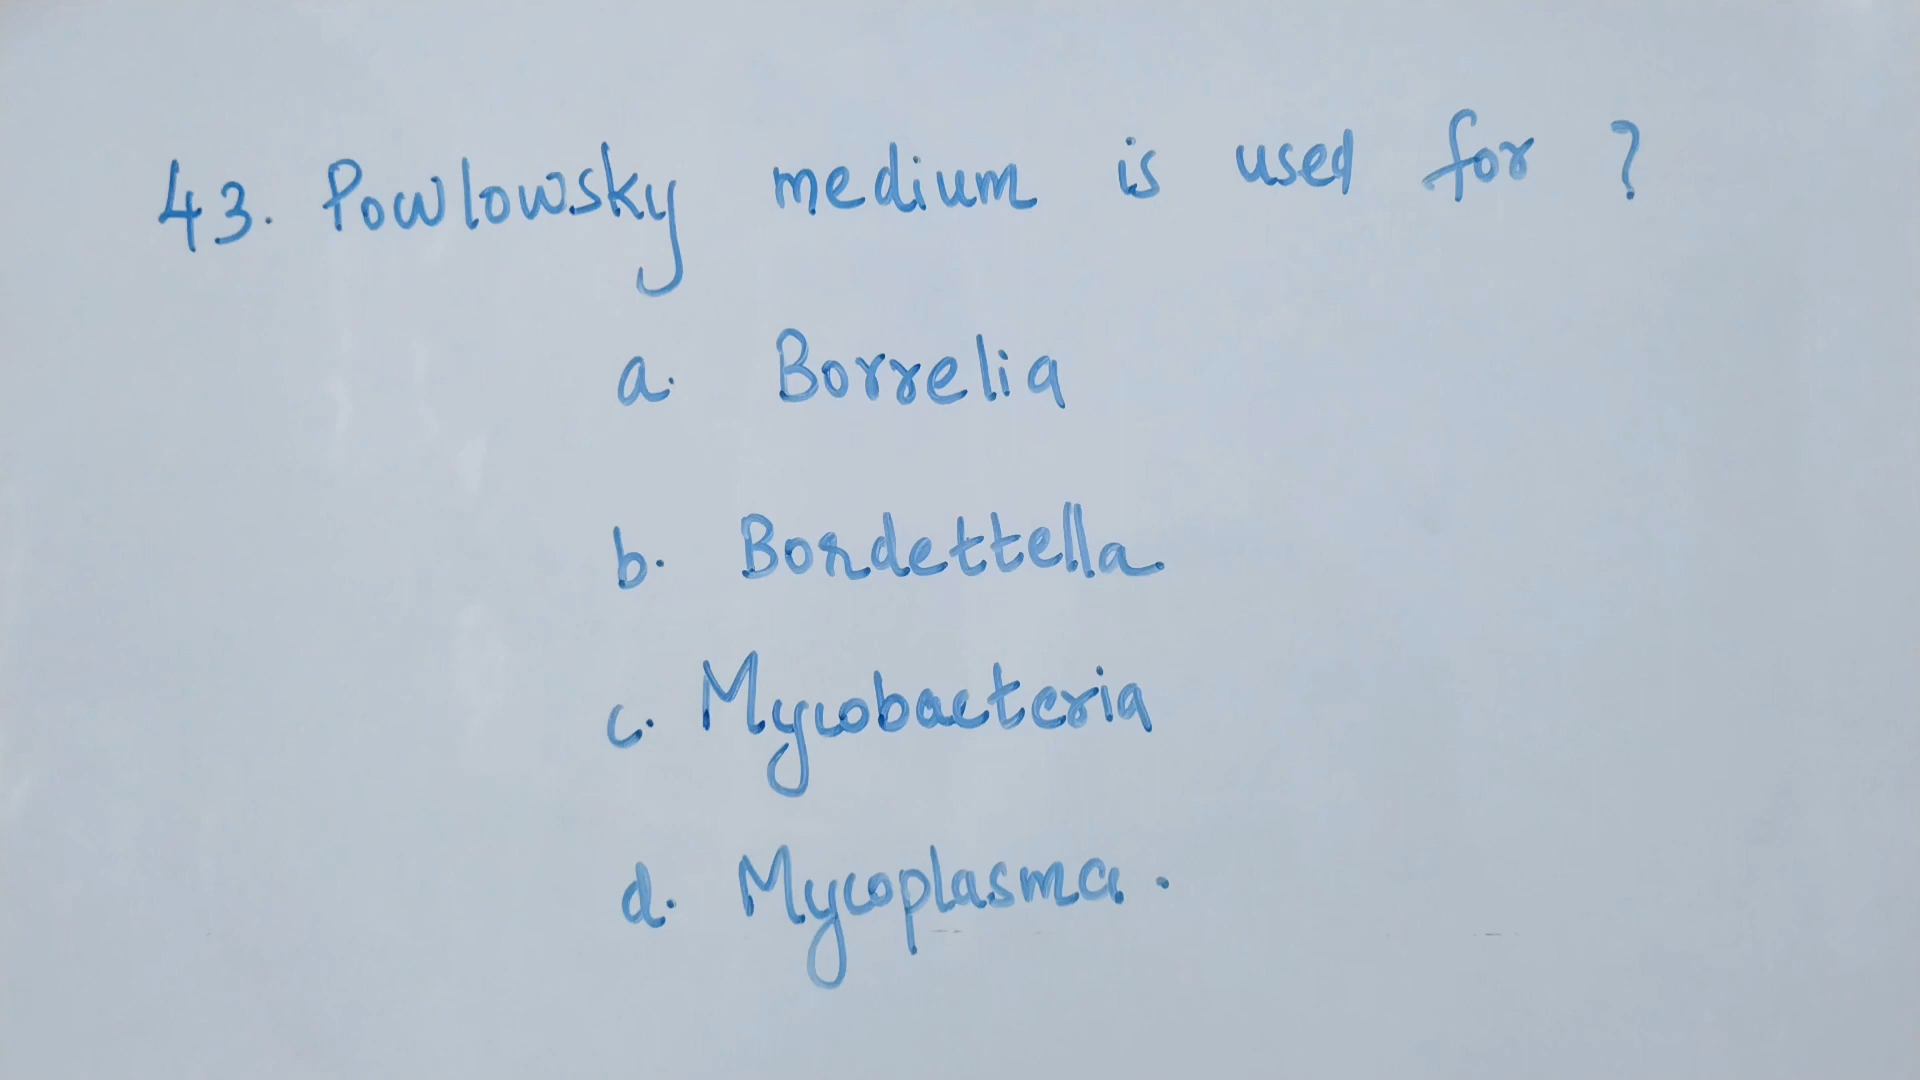 43. Powlowsky medium is used for ?
a. Borrelia
b. Bordettella.
c. Mycobacteria
d. Mycoplasma.